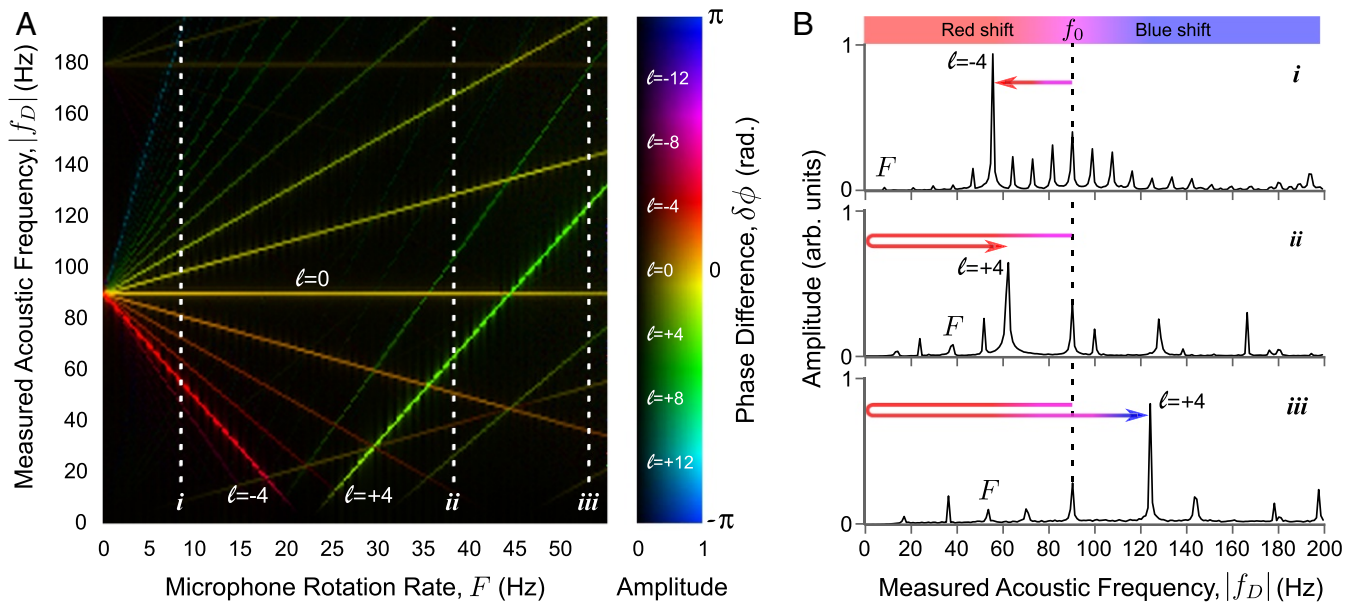 A
Measured Acoustic Frequency, |f_D| (Hz)
180
160
140
120
100
80
60
40
20
0
ℓ=0
ℓ=-4
ℓ=+4
i
ii
iii
0 5 10 15 20 25 30 35 40 45 50
Microphone Rotation Rate, F (Hz)
π
0
-π
ℓ=-12
ℓ=-8
ℓ=-4
ℓ=0
ℓ=+4
ℓ=+8
ℓ=+12
Phase Difference, δϕ (rad.)
0 1
Amplitude
B
Red shift
f₀
Blue shift
Amplitude (arb. units)
1
0
ℓ=-4
F
i
1
0
ℓ=+4
F
ii
1
0
ℓ=+4
F
iii
0 20 40 60 80 100 120 140 160 180 200
Measured Acoustic Frequency, |f_D| (Hz)